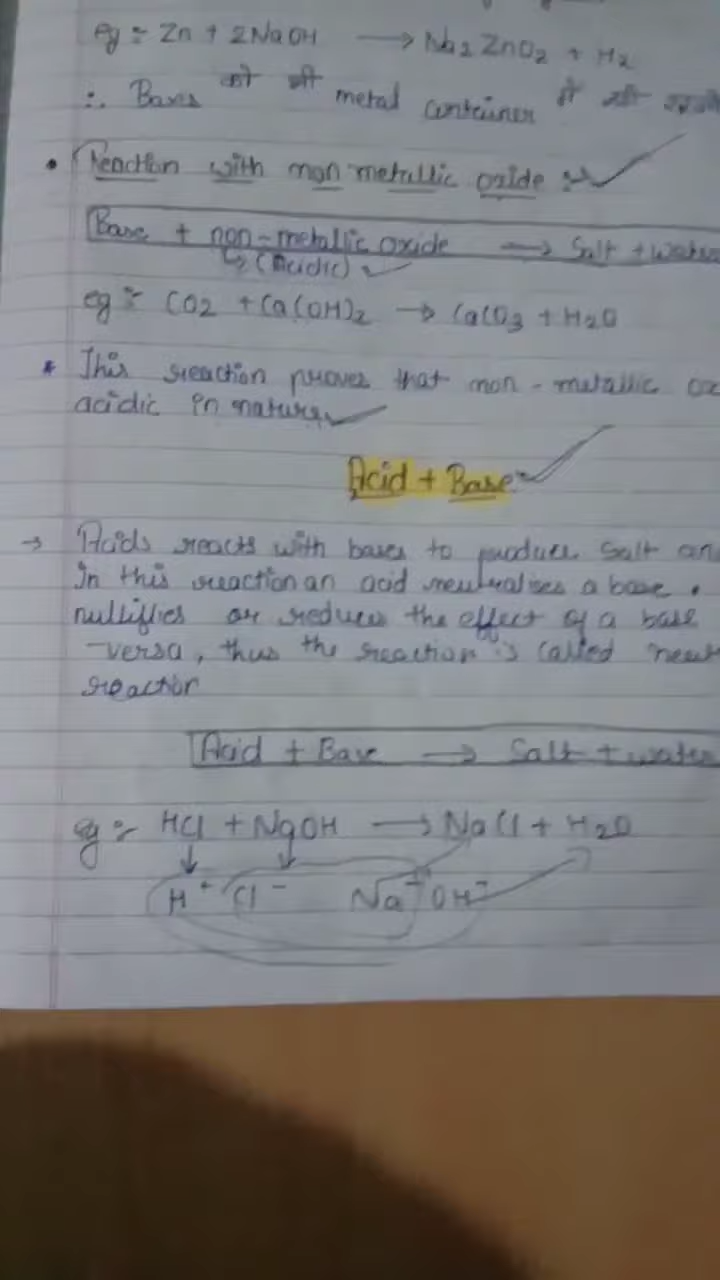 eg:- Zn + 2NaOH → Na2ZnO2 + H2
∴ Bases को भी metal container में
• Reaction with non metallic oxide :-
Base + non-metallic oxide → Salt + water
↳ (Acidic)
eg:- CO2 + Ca(OH)2 → CaCO3 + H2O
* This reaction proves that non-metallic
acidic in nature
Acid + Base
→ Acids reacts with bases to produce salt
In this reaction an acid neutralises a base.
nullifies or reduces the effect of a base
-versa, thus the reaction is called
reaction
Acid + Base → Salt + water
eg:- HCl + NaOH → NaCl + H2O
H+ Cl- Na+ OH-